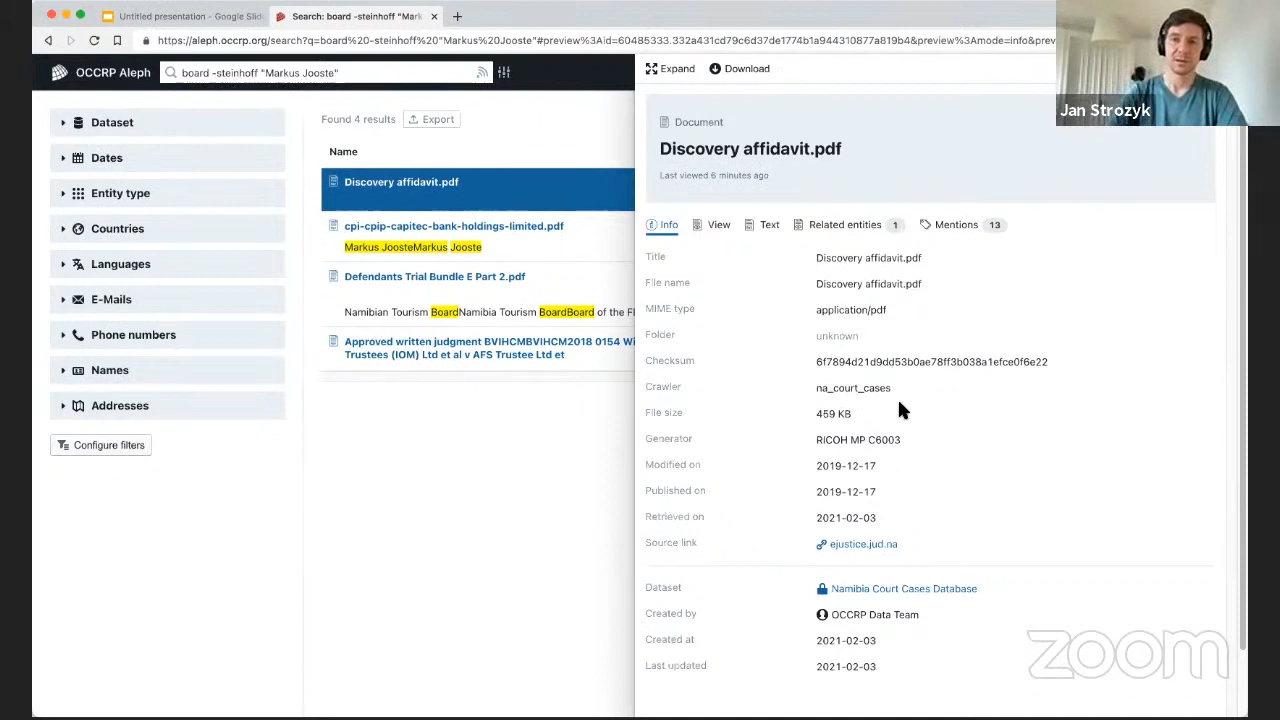 Untitled presentation - Google Slid
Search: board -steinhoff "Mark
https://aleph.occrp.org/search?q=board%20-steinhoff%20"Markus%20Jooste"#preview%3Aid=60485333.332a431cd79c6d37de1774b1a944310877a819b4&preview%3Amode=info&prev
OCCRP Aleph
board -steinhoff "Markus Jooste"
Expand
Download
Jan Strozyk
Dataset
Dates
Entity type
Countries
Languages
E-Mails
Phone numbers
Names
Addresses
Configure filters
Found 4 results
Export
Name
Discovery affidavit.pdf
cpi-cpip-capitec-bank-holdings-limited.pdf
Markus JoosteMarkus Jooste
Defendants Trial Bundle E Part 2.pdf
Namibian Tourism BoardNamibia Tourism BoardBoard of the Fl
Approved written judgment BVIHCMBVIHCM2018 0154 Wi
Trustees (IOM) Ltd et al v AFS Trustee Ltd et
Document
Discovery affidavit.pdf
Last viewed 6 minutes ago
Info
View
Text
Related entities 1
Mentions 13
Title Discovery affidavit.pdf
File name Discovery affidavit.pdf
MIME type application/pdf
Folder unknown
Checksum 6f7894d21d9dd53b0ae78ff3b038a1efce0f6e22
Crawler na_court_cases
File size 459 KB
Generator RICOH MP C6003
Modified on 2019-12-17
Published on 2019-12-17
Retrieved on 2021-02-03
Source link ejustice.jud.na
Dataset Namibia Court Cases Database
Created by OCCRP Data Team
Created at 2021-02-03
Last updated 2021-02-03
zoom